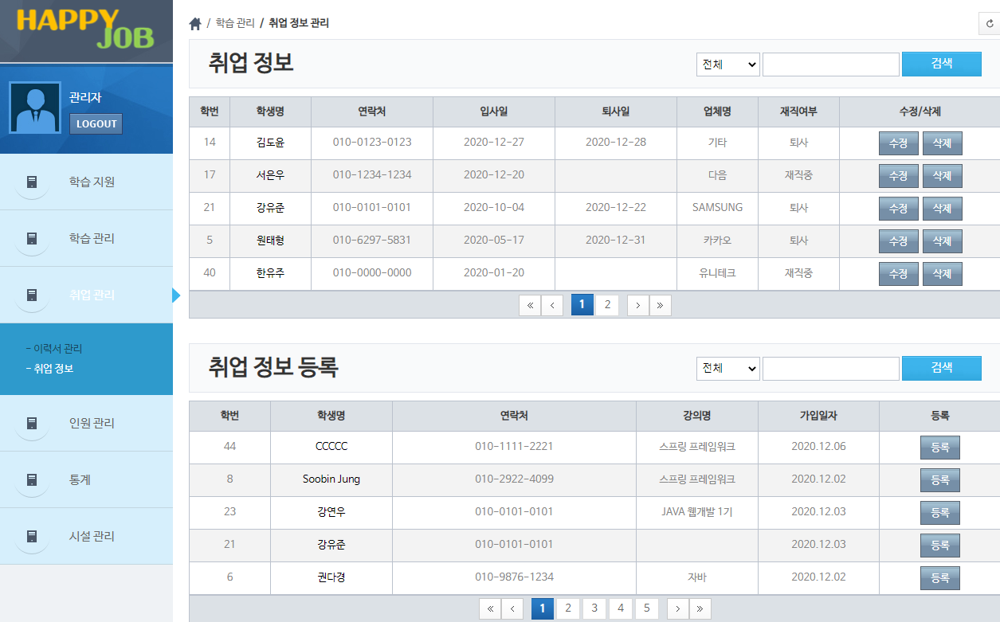 HAPPY
JOB
관리자
LOGOUT
학습 지원
학습 관리
취업 관리
- 이력서 관리
- 취업 정보
인원 관리
통계
시설 관리
/ 학습 관리 / 취업 정보 관리
취업 정보 전체 검색
학번 학생명 연락처 입사일 퇴사일 업체명 재직여부 수정/삭제
14 김도윤 010-0123-0123 2020-12-27 2020-12-28 기타 퇴사 수정 삭제
17 서은우 010-1234-1234 2020-12-20 다음 재직중 수정 삭제
21 강유준 010-0101-0101 2020-10-04 2020-12-22 SAMSUNG 퇴사 수정 삭제
5 원태형 010-6297-5831 2020-05-17 2020-12-31 카카오 퇴사 수정 삭제
40 한유주 010-0000-0000 2020-01-20 유니테크 재직중 수정 삭제
« ‹ 1 2 › »
취업 정보 등록 전체 검색
학번 학생명 연락처 강의명 가입일자 등록
44 CCCCC 010-1111-2221 스프링 프레임워크 2020.12.06 등록
8 Soobin Jung 010-2922-4099 스프링 프레임워크 2020.12.02 등록
23 강연우 010-0101-0101 JAVA 웹개발 1기 2020.12.03 등록
21 강유준 010-0101-0101 2020.12.03 등록
6 권다경 010-9876-1234 자바 2020.12.02 등록
« ‹ 1 2 3 4 5 › »